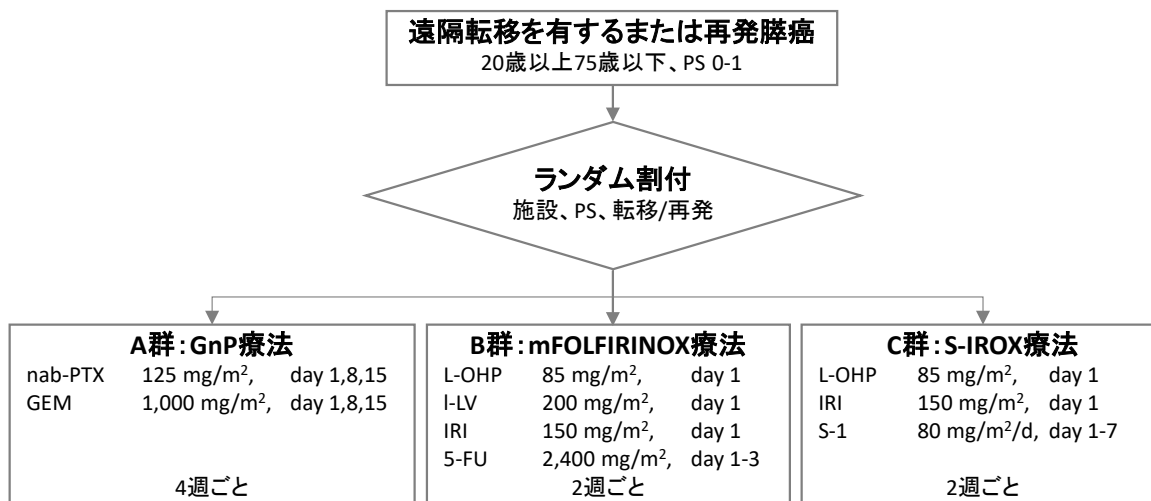 遠隔転移を有するまたは再発膵癌
20歳以上75歳以下、PS 0-1
ランダム割付
施設、PS、転移/再発
A群：GnP療法
nab-PTX 125 mg/m², day 1,8,15
GEM 1,000 mg/m², day 1,8,15
4週ごと
B群：mFOLFIRINOX療法
L-OHP 85 mg/m², day 1
l-LV 200 mg/m², day 1
IRI 150 mg/m², day 1
5-FU 2,400 mg/m², day 1-3
2週ごと
C群：S-IROX療法
L-OHP 85 mg/m², day 1
IRI 150 mg/m², day 1
S-1 80 mg/m²/d, day 1-7
2週ごと